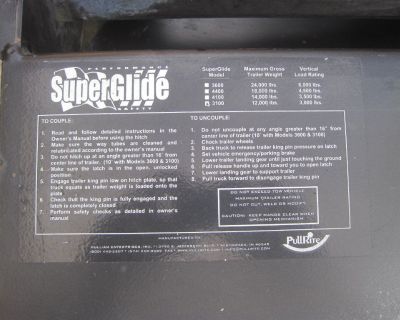 PERFORMANCE
SuperGlide
SAFETY
SuperGlide Model
Maximum Gross Trailer Weight
Vertical Load Rating
3600 24,000 lbs.
4400 18,000 lbs. 4,500 lbs.
4100 14,000 lbs. 3,500 lbs.
3100 12,000 lbs. 3,000 lbs.
TO COUPLE:
1. Read and follow detailed instructions in the
Owner's Manual before using the hitch
2. Make sure the way tubes are cleaned and
relubricated according to the owner's manual
3. Do not hitch up at an angle greater than 16° from
center line of trailer. (10° with Models 3600 & 3100)
4. Make sure the latch is in the open, unlocked
position
5. Engage trailer king pin low on hitch plate, so that
truck equals as trailer weight is loaded onto the
plate
6. Check that the king pin is fully engaged and the
latch is completely closed
7. Perform safety checks as detailed in owner's
manual
TO UNCOUPLE:
1. Do not uncouple at any angle greater than 16° from
center line of trailer (10° with Models 3600 & 3100)
2. Chock trailer wheels
3. Back truck to release trailer king pin pressure on latch
4. Set vehicle emergency/parking brake
5. Lower trailer landing gear until just touching the ground
6. Pull release handle up and toward you to open latch
7. Lower landing gear to support trailer
8. Pull truck forward to disengage trailer king pin
DO NOT EXCEED TOW VEHICLE
MAXIMUM TRAILER RATING
DO NOT CUT, WELD OR MODIFY
CAUTION: KEEP HANDS CLEAR WHEN
OPENING MECHANISM
PullRite
MANUFACTURED BY:
PULLIAM ENTERPRISES, INC.